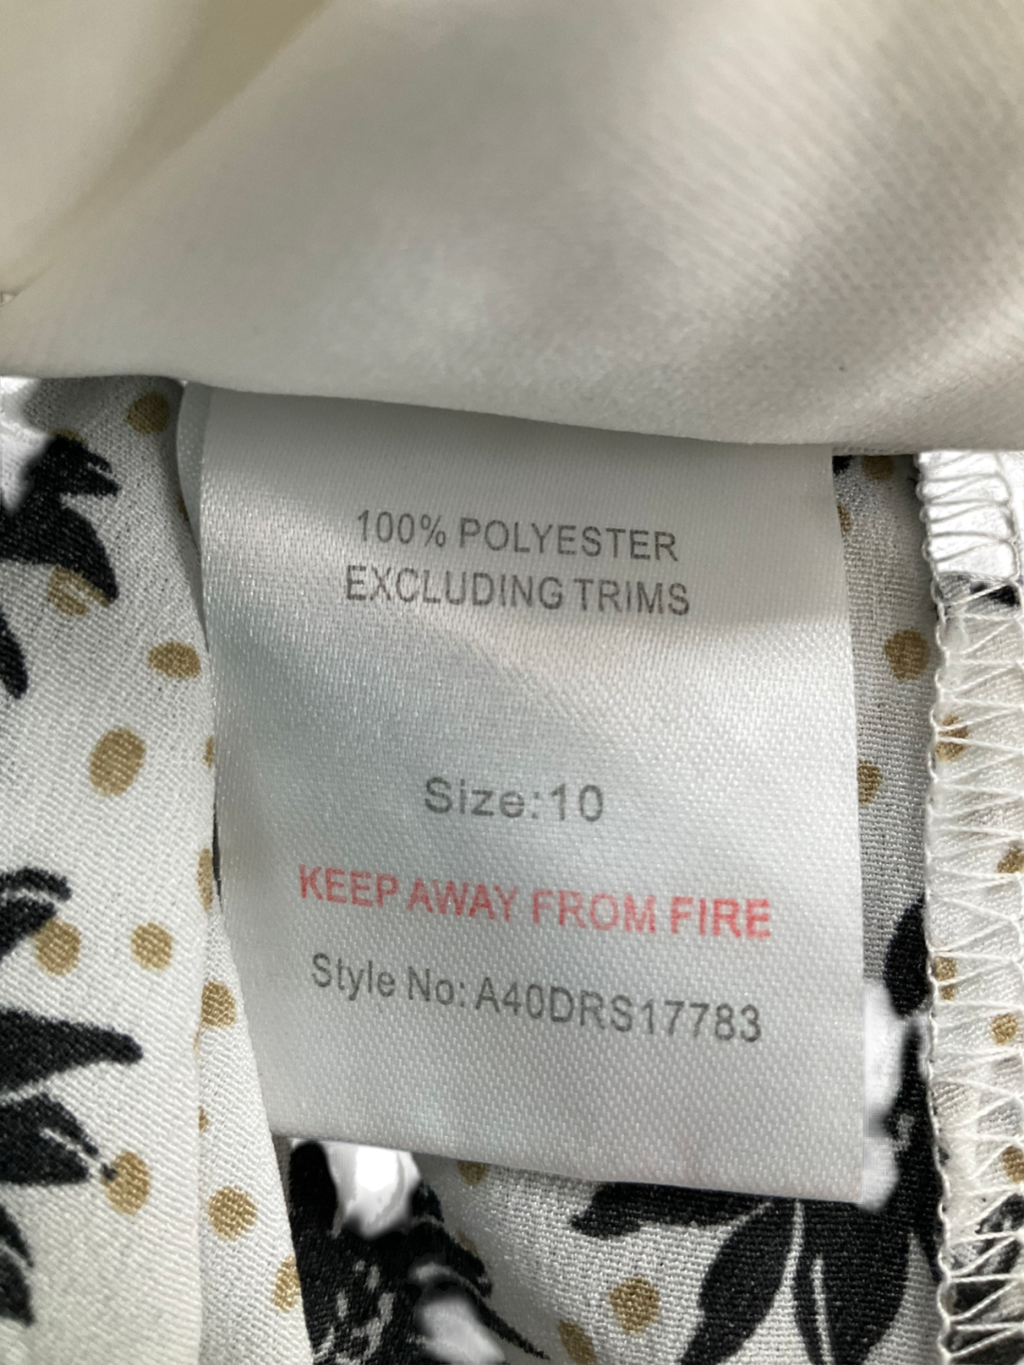 100% POLYESTER
EXCLUDING TRIMS
Size:10
KEEP AWAY FROM FIRE
Style No: A40DRS17783